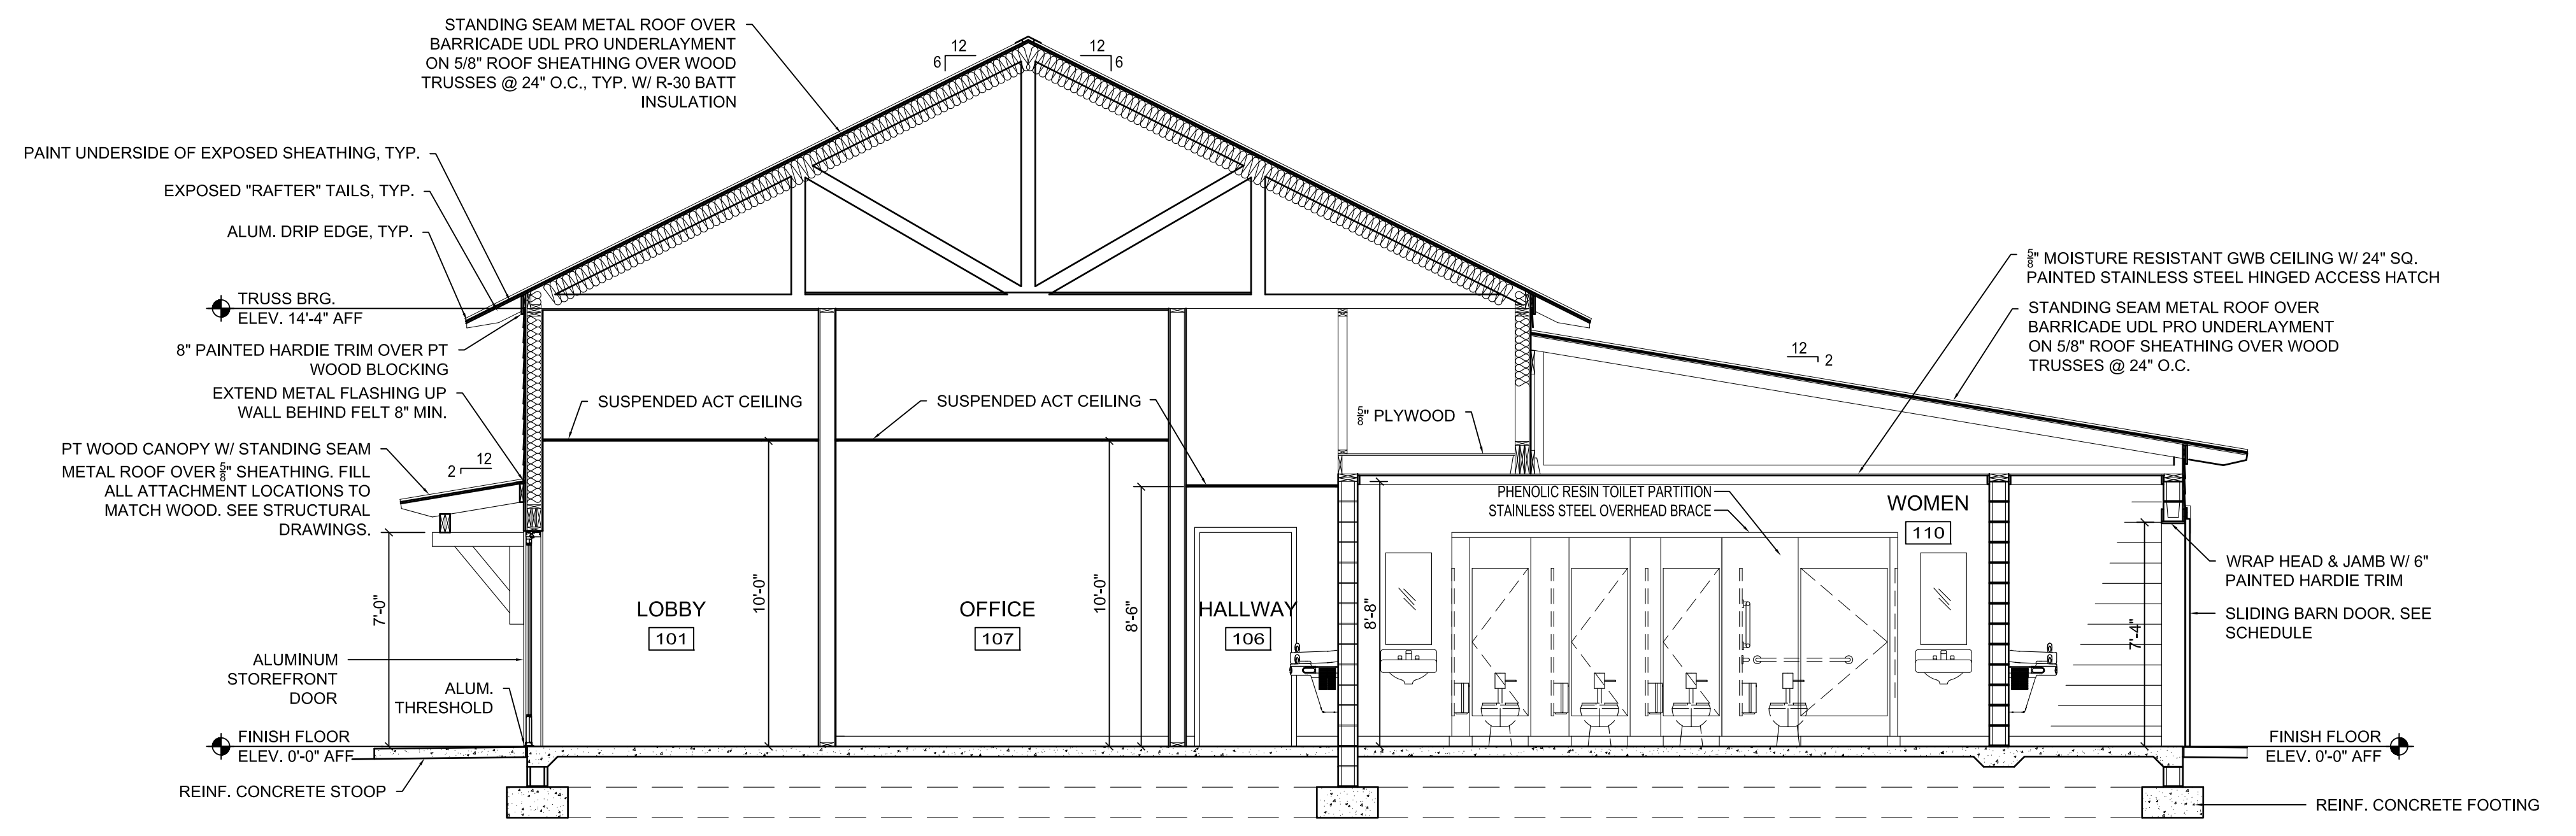 STANDING SEAM METAL ROOF OVER
BARRICADE UDL PRO UNDERLAYMENT
ON 5/8" ROOF SHEATHING OVER WOOD
TRUSSES @ 24" O.C., TYP. W/ R-30 BATT
INSULATION
12
6
12
6
PAINT UNDERSIDE OF EXPOSED SHEATHING, TYP.
EXPOSED "RAFTER" TAILS, TYP.
ALUM. DRIP EDGE, TYP.
TRUSS BRG.
ELEV. 14'-4" AFF
8" PAINTED HARDIE TRIM OVER PT
WOOD BLOCKING
EXTEND METAL FLASHING UP
WALL BEHIND FELT 8" MIN.
PT WOOD CANOPY W/ STANDING SEAM
METAL ROOF OVER 5/8" SHEATHING. FILL
ALL ATTACHMENT LOCATIONS TO
MATCH WOOD. SEE STRUCTURAL
DRAWINGS.
12
2
7'-0"
ALUMINUM
STOREFRONT
DOOR
ALUM.
THRESHOLD
FINISH FLOOR
ELEV. 0'-0" AFF
REINF. CONCRETE STOOP
SUSPENDED ACT CEILING
SUSPENDED ACT CEILING
LOBBY
101
10'-0"
OFFICE
107
10'-0"
8'-6"
HALLWAY
106
5/8" PLYWOOD
8'-8"
PHENOLIC RESIN TOILET PARTITION
STAINLESS STEEL OVERHEAD BRACE
WOMEN
110
12
2
5/8" MOISTURE RESISTANT GWB CEILING W/ 24" SQ.
PAINTED STAINLESS STEEL HINGED ACCESS HATCH
STANDING SEAM METAL ROOF OVER
BARRICADE UDL PRO UNDERLAYMENT
ON 5/8" ROOF SHEATHING OVER WOOD
TRUSSES @ 24" O.C.
7'-4"
WRAP HEAD & JAMB W/ 6"
PAINTED HARDIE TRIM
SLIDING BARN DOOR. SEE
SCHEDULE
FINISH FLOOR
ELEV. 0'-0" AFF
REINF. CONCRETE FOOTING